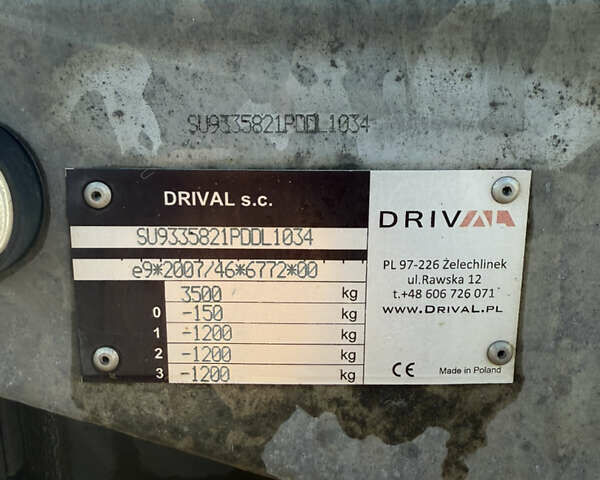 SU9335821PDDL1034
DRIVAL s.c.
SU9335821PDDL1034
e9*2007/46*6772*00
3500 kg
0 -150 kg
1 -1200 kg
2 -1200 kg
3 -1200 kg
DRIVAL
PL 97-226 Żelechlinek
ul.Rawska 12
t.+48 606 726 071
www.DrivaL.pl
CE Made in Poland